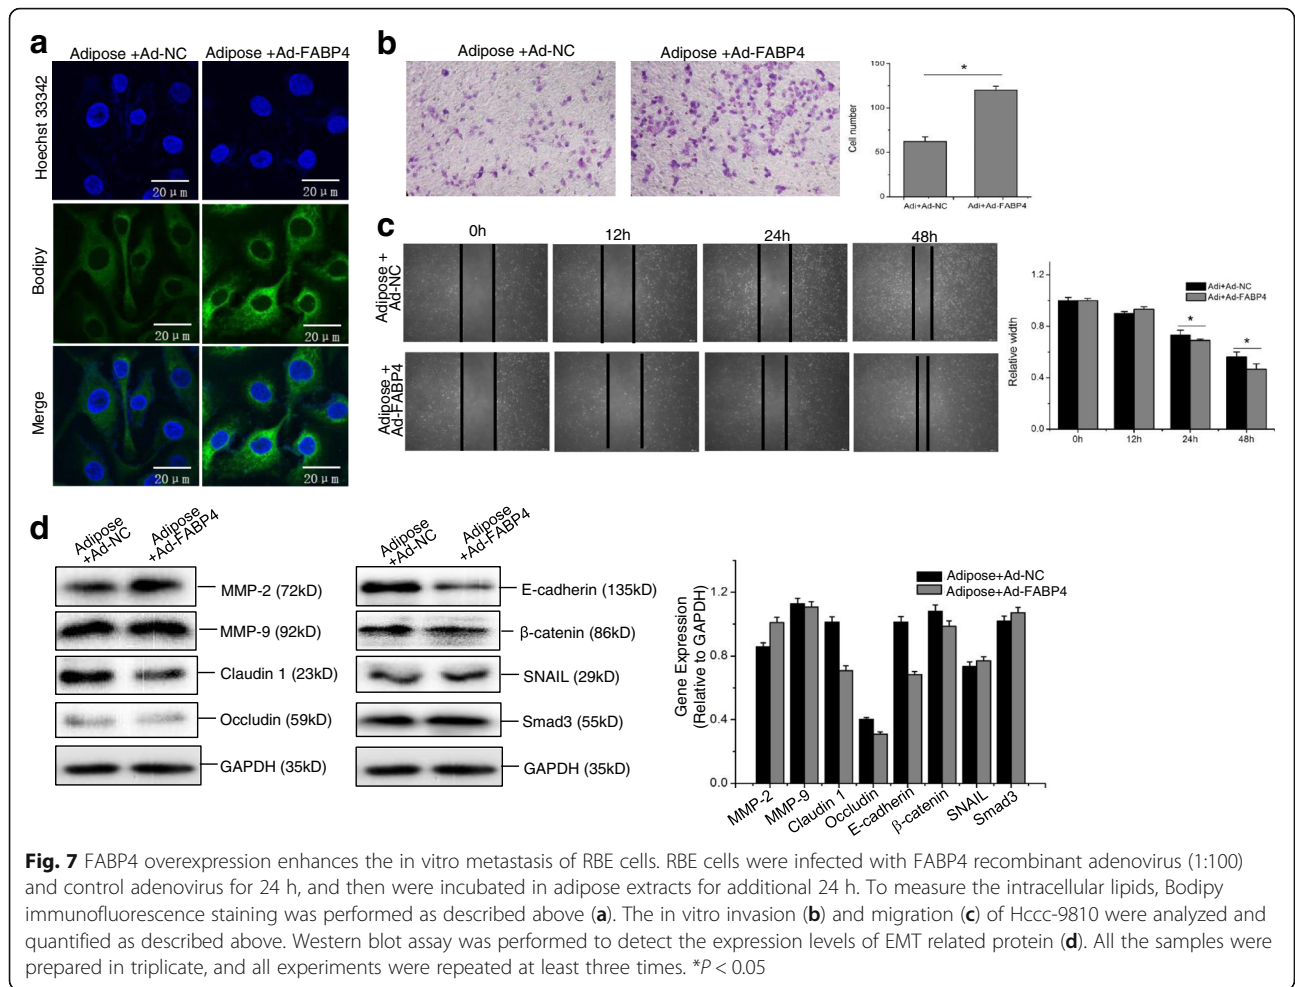 a
Adipose +Ad-NC
Adipose +Ad-FABP4
Hoechst 33342
20 μm
20 μm
Bodipy
20 μm
20 μm
Merge
20 μm
20 μm
b
Adipose +Ad-NC
Adipose +Ad-FABP4
Cell number
150
100
50
0
*
Adi+Ad-NC
Adi+Ad-FABP4
c
0h
12h
24h
48h
Adipose +
Ad-NC
Adipose +
Ad-FABP4
Relative width
1.2
0.8
0.4
0.0
Adi+Ad-NC
Adi+Ad-FABP4
*
*
0h
12h
24h
48h
d
Adipose
+Ad-NC
Adipose
+Ad-FABP4
MMP-2 (72kD)
MMP-9 (92kD)
Claudin 1 (23kD)
Occludin (59kD)
GAPDH (35kD)
Adipose
+Ad-NC
Adipose
+Ad-FABP4
E-cadherin (135kD)
β-catenin (86kD)
SNAIL (29kD)
Smad3 (55kD)
GAPDH (35kD)
Gene Expression
(Relative to GAPDH)
1.2
0.8
0.4
0.0
Adipose+Ad-NC
Adipose+Ad-FABP4
MMP-2
MMP-9
Claudin 1
Occludin
E-cadherin
β-catenin
SNAIL
Smad3
Fig. 7 FABP4 overexpression enhances the in vitro metastasis of RBE cells. RBE cells were infected with FABP4 recombinant adenovirus (1:100)
and control adenovirus for 24 h, and then were incubated in adipose extracts for additional 24 h. To measure the intracellular lipids, Bodipy
immunofluorescence staining was performed as described above (a). The in vitro invasion (b) and migration (c) of Hccc-9810 were analyzed and
quantified as described above. Western blot assay was performed to detect the expression levels of EMT related protein (d). All the samples were
prepared in triplicate, and all experiments were repeated at least three times. *P < 0.05